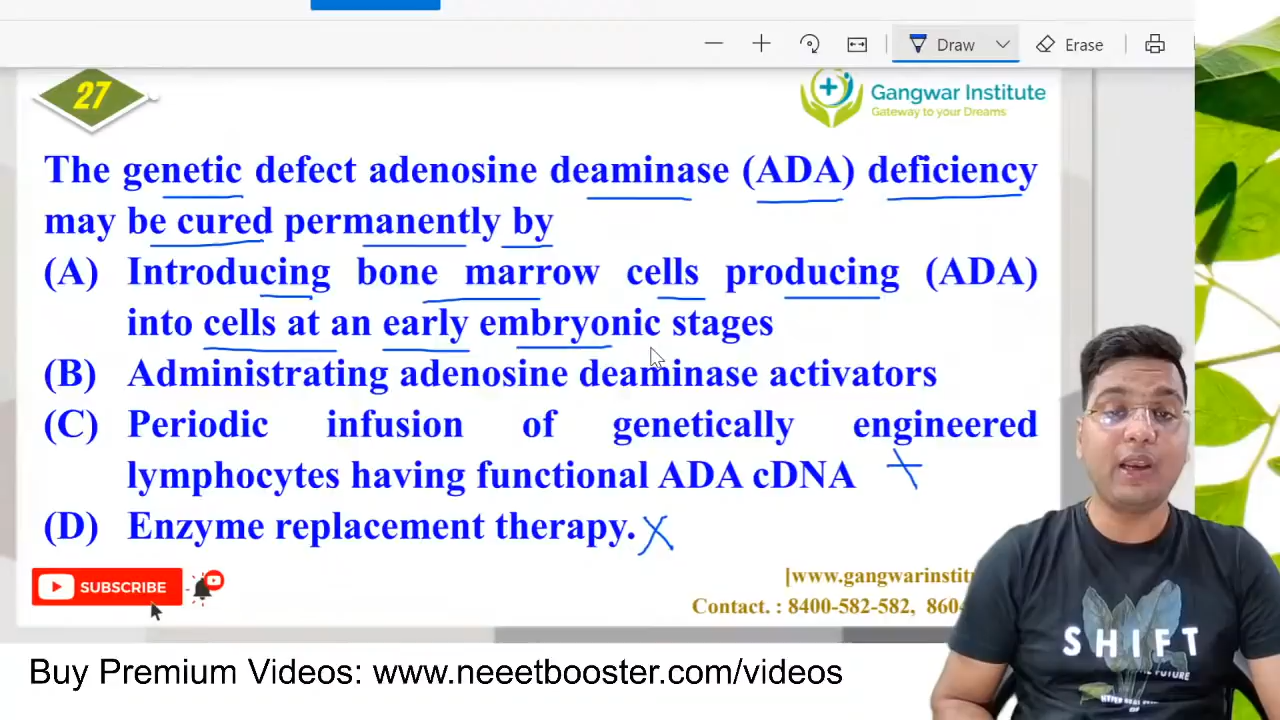 Draw
Erase
27
Gangwar Institute
Gateway to your Dreams
The genetic defect adenosine deaminase (ADA) deficiency
may be cured permanently by
(A) Introducing bone marrow cells producing (ADA)
into cells at an early embryonic stages
(B) Administrating adenosine deaminase activators
(C) Periodic infusion of genetically engineered
lymphocytes having functional ADA cDNA
(D) Enzyme replacement therapy.
SUBSCRIBE
Contact. : 8400-582-582,
SHIFT
Buy Premium Videos: www.neeetbooster.com/videos